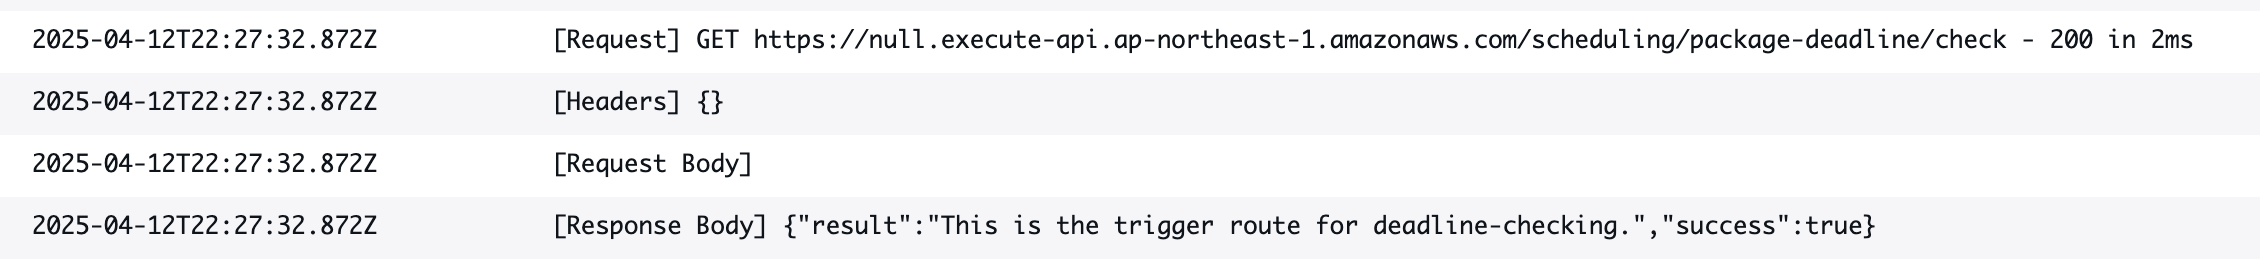 2025-04-12T22:27:32.872Z [Request] GET https://null.execute-api.ap-northeast-1.amazonaws.com/scheduling/package-deadline/check - 200 in 2ms
2025-04-12T22:27:32.872Z [Headers] {}
2025-04-12T22:27:32.872Z [Request Body]
2025-04-12T22:27:32.872Z [Response Body] {"result":"This is the trigger route for deadline-checking.","success":true}